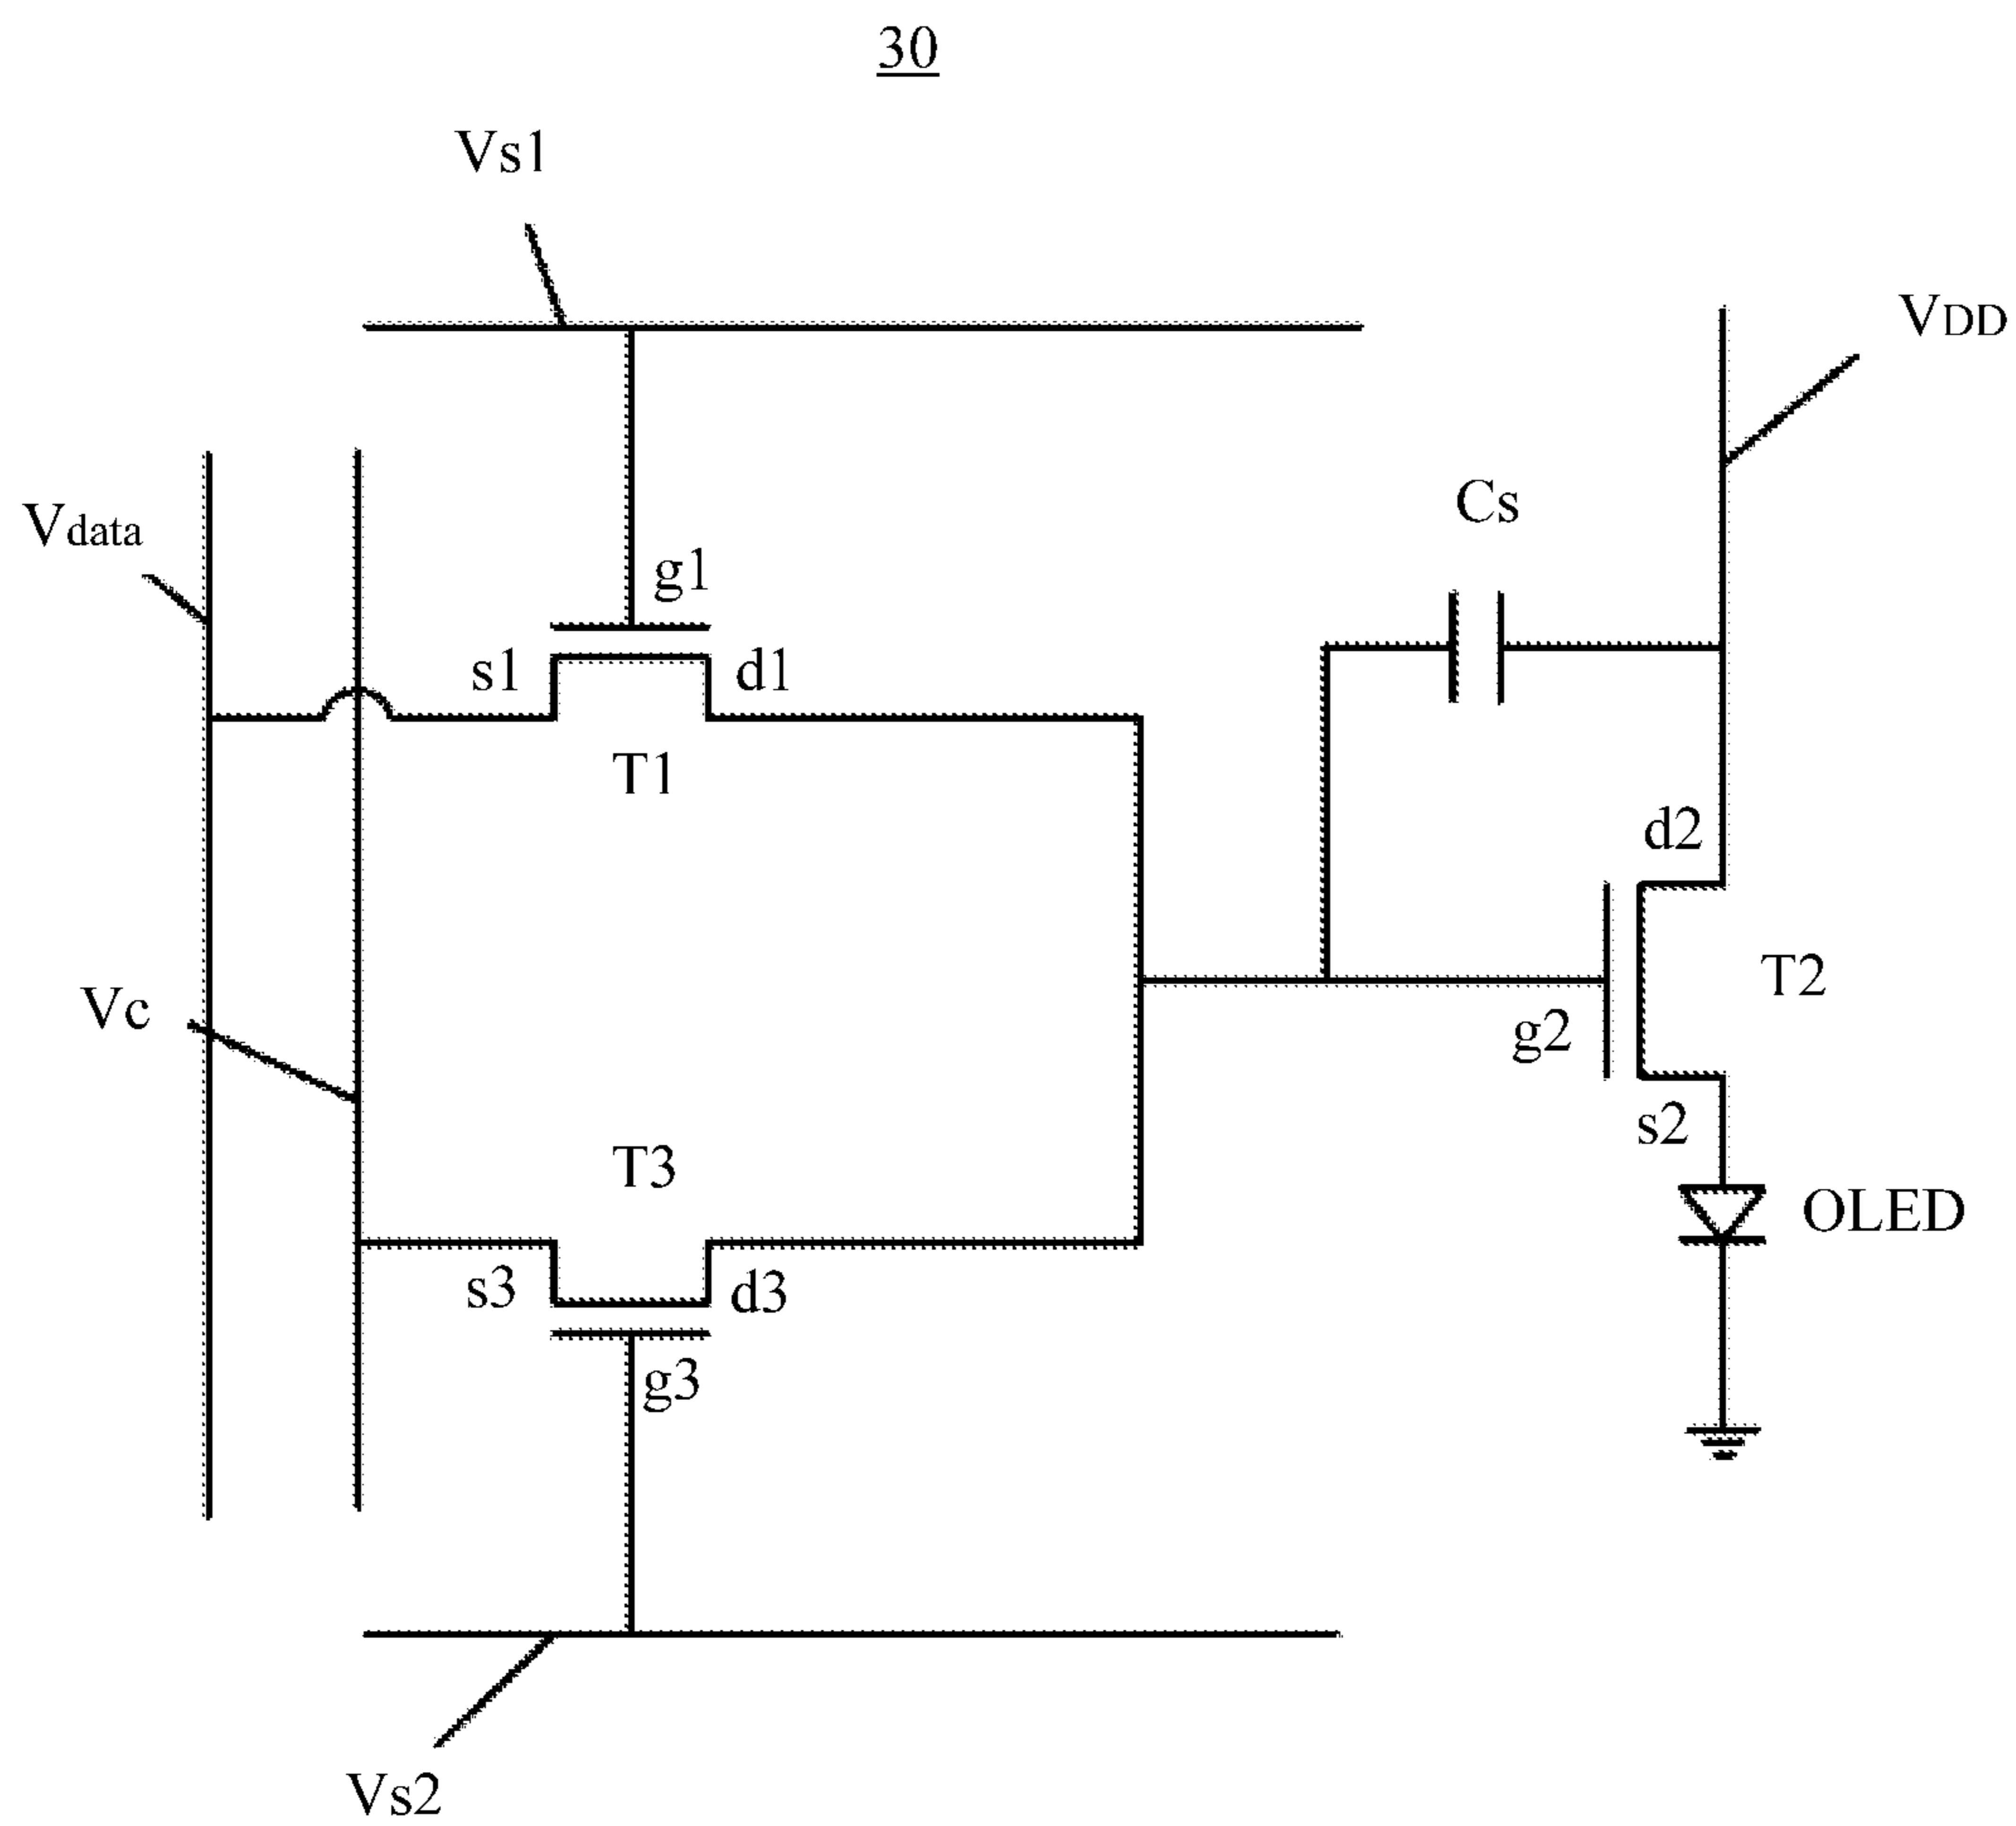 30
Vs1
VDD
Cs
Vdata
g1
s1
d1
T1
d2
T2
Vc
g2
s2
T3
OLED
s3
d3
g3
Vs2